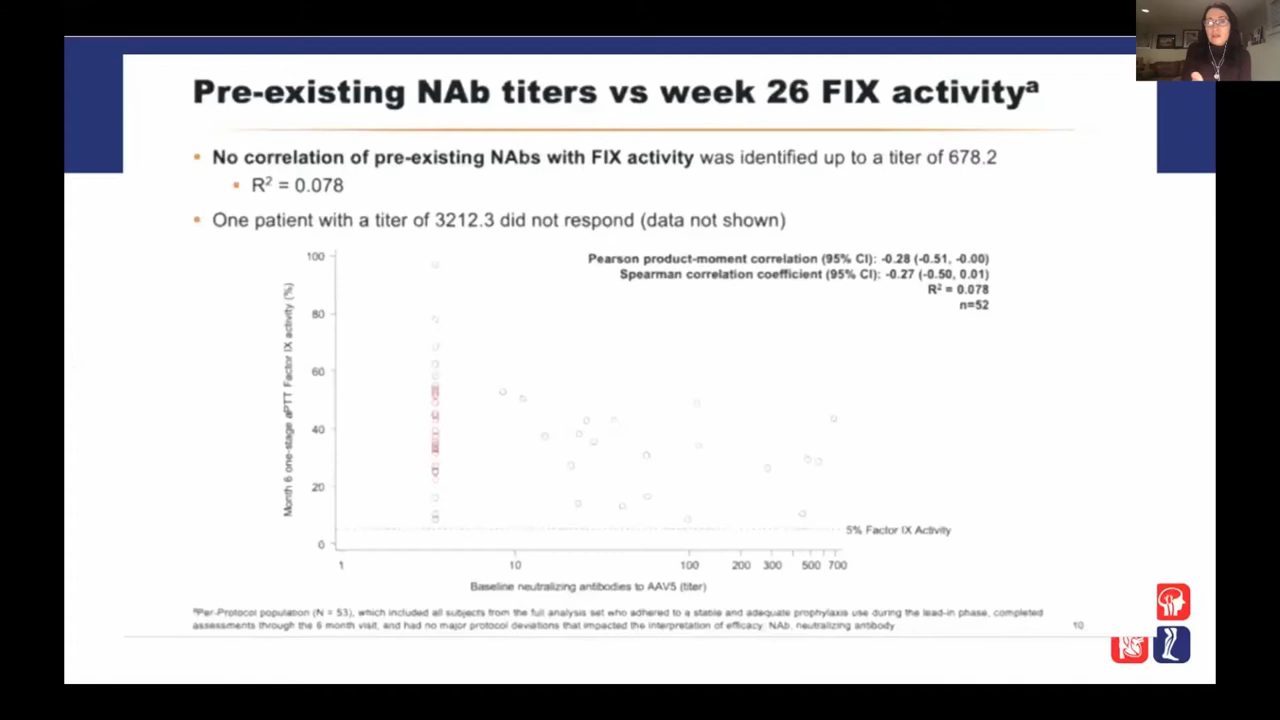 Pre-existing NAb titers vs week 26 FIX activityᵃ
▪ No correlation of pre-existing NAbs with FIX activity was identified up to a titer of 678.2
▪ R² = 0.078
▪ One patient with a titer of 3212.3 did not respond (data not shown)
Pearson product-moment correlation (95% CI): -0.28 (-0.51, -0.00)
Spearman correlation coefficient (95% CI): -0.27 (-0.50, 0.01)
R² = 0.078
n=52
Month 6 one-stage aPTT Factor IX activity (%)
100
80
60
40
20
0
5% Factor IX Activity
1 10 100 200 300 500 700
Baseline neutralizing antibodies to AAV5 (titer)
ᵃPer-Protocol population (N = 53), which included all subjects from the full analysis set who adhered to a stable and adequate prophylaxis use during the lead-in phase, completed
assessments through the 6 month visit, and had no major protocol deviations that impacted the interpretation of efficacy; NAb, neutralizing antibody
10